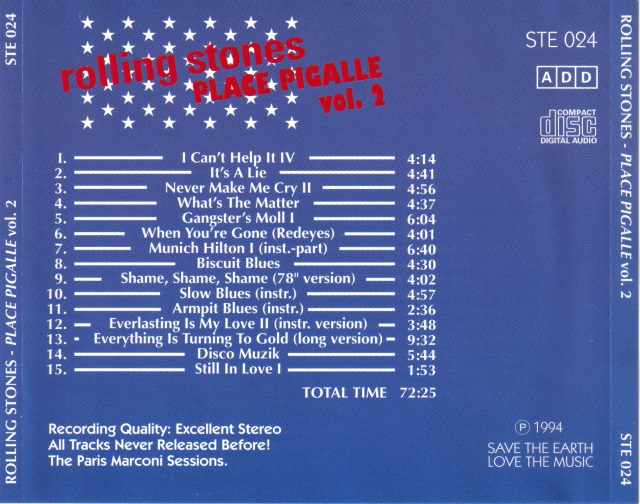 STE 024
ROLLING STONES - PLACE PIGALLE vol. 2
rolling stones
PLACE PIGALLE
vol. 2
STE 024
ADD
COMPACT
disc
DIGITAL AUDIO
1. I Can't Help It IV 4:14
2. It's A Lie 4:41
3. Never Make Me Cry II 4:56
4. What's The Matter 4:37
5. Gangster's Moll I 6:04
6. When You're Gone (Redeyes) 4:01
7. Munich Hilton I (inst.-part) 6:40
8. Biscuit Blues 4:30
9. Shame, Shame, Shame (78" version) 4:02
10. Slow Blues (instr.) 4:57
11. Armpit Blues (instr.) 2:36
12. Everlasting Is My Love II (instr. version) 3:48
13. Everything Is Turning To Gold (long version) 9:32
14. Disco Muzik 5:44
15. Still In Love I 1:53
TOTAL TIME 72:25
Recording Quality: Excellent Stereo
All Tracks Never Released Before!
The Paris Marconi Sessions.
℗ 1994
SAVE THE EARTH
LOVE THE MUSIC
ROLLING STONES - PLACE PIGALLE vol. 2
STE 024